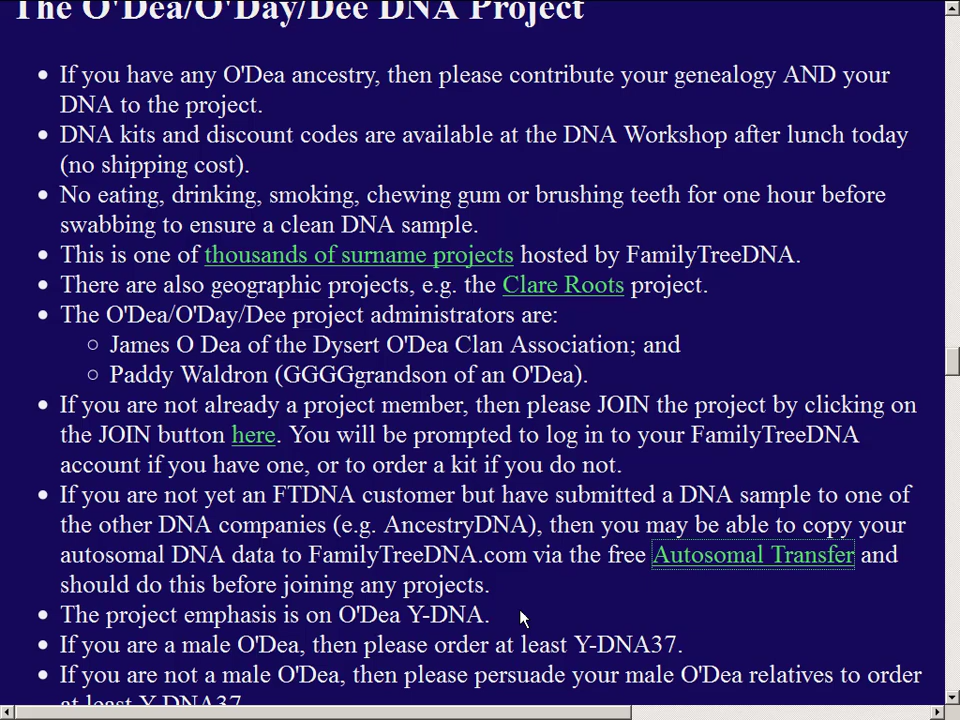 The O'Dea/O'Day/Dee DNA Project
If you have any O'Dea ancestry, then please contribute your genealogy AND your
DNA to the project.
DNA kits and discount codes are available at the DNA Workshop after lunch today
(no shipping cost).
No eating, drinking, smoking, chewing gum or brushing teeth for one hour before
swabbing to ensure a clean DNA sample.
This is one of thousands of surname projects hosted by FamilyTreeDNA.
There are also geographic projects, e.g. the Clare Roots project.
The O'Dea/O'Day/Dee project administrators are:
James O Dea of the Dysert O'Dea Clan Association; and
Paddy Waldron (GGGGgrandson of an O'Dea).
If you are not already a project member, then please JOIN the project by clicking on
the JOIN button here. You will be prompted to log in to your FamilyTreeDNA
account if you have one, or to order a kit if you do not.
If you are not yet an FTDNA customer but have submitted a DNA sample to one of
the other DNA companies (e.g. AncestryDNA), then you may be able to copy your
autosomal DNA data to FamilyTreeDNA.com via the free Autosomal Transfer and
should do this before joining any projects.
The project emphasis is on O'Dea Y-DNA.
If you are a male O'Dea, then please order at least Y-DNA37.
If you are not a male O'Dea, then please persuade your male O'Dea relatives to order
at least Y-DNA37.